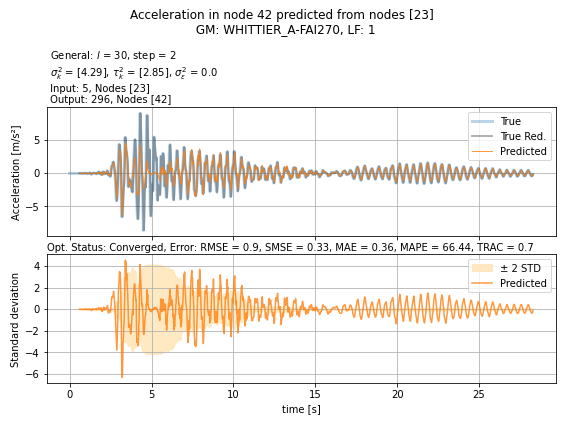 Acceleration in node 42 predicted from nodes [23]
GM: WHITTIER_A-FAI270, LF: 1
General: l = 30, step = 2
σ²ₖ = [4.29], τ²ₖ = [2.85], σ²ε = 0.0
Input: 5, Nodes [23]
Output: 296, Nodes [42]
True
True Red.
Predicted
5
0
−5
Acceleration [m/s²]
Opt. Status: Converged, Error: RMSE = 0.9, SMSE = 0.33, MAE = 0.36, MAPE = 66.44, TRAC = 0.7
± 2 STD
Predicted
4
2
0
−2
−4
−6
Standard deviation
0 5 10 15 20 25
time [s]